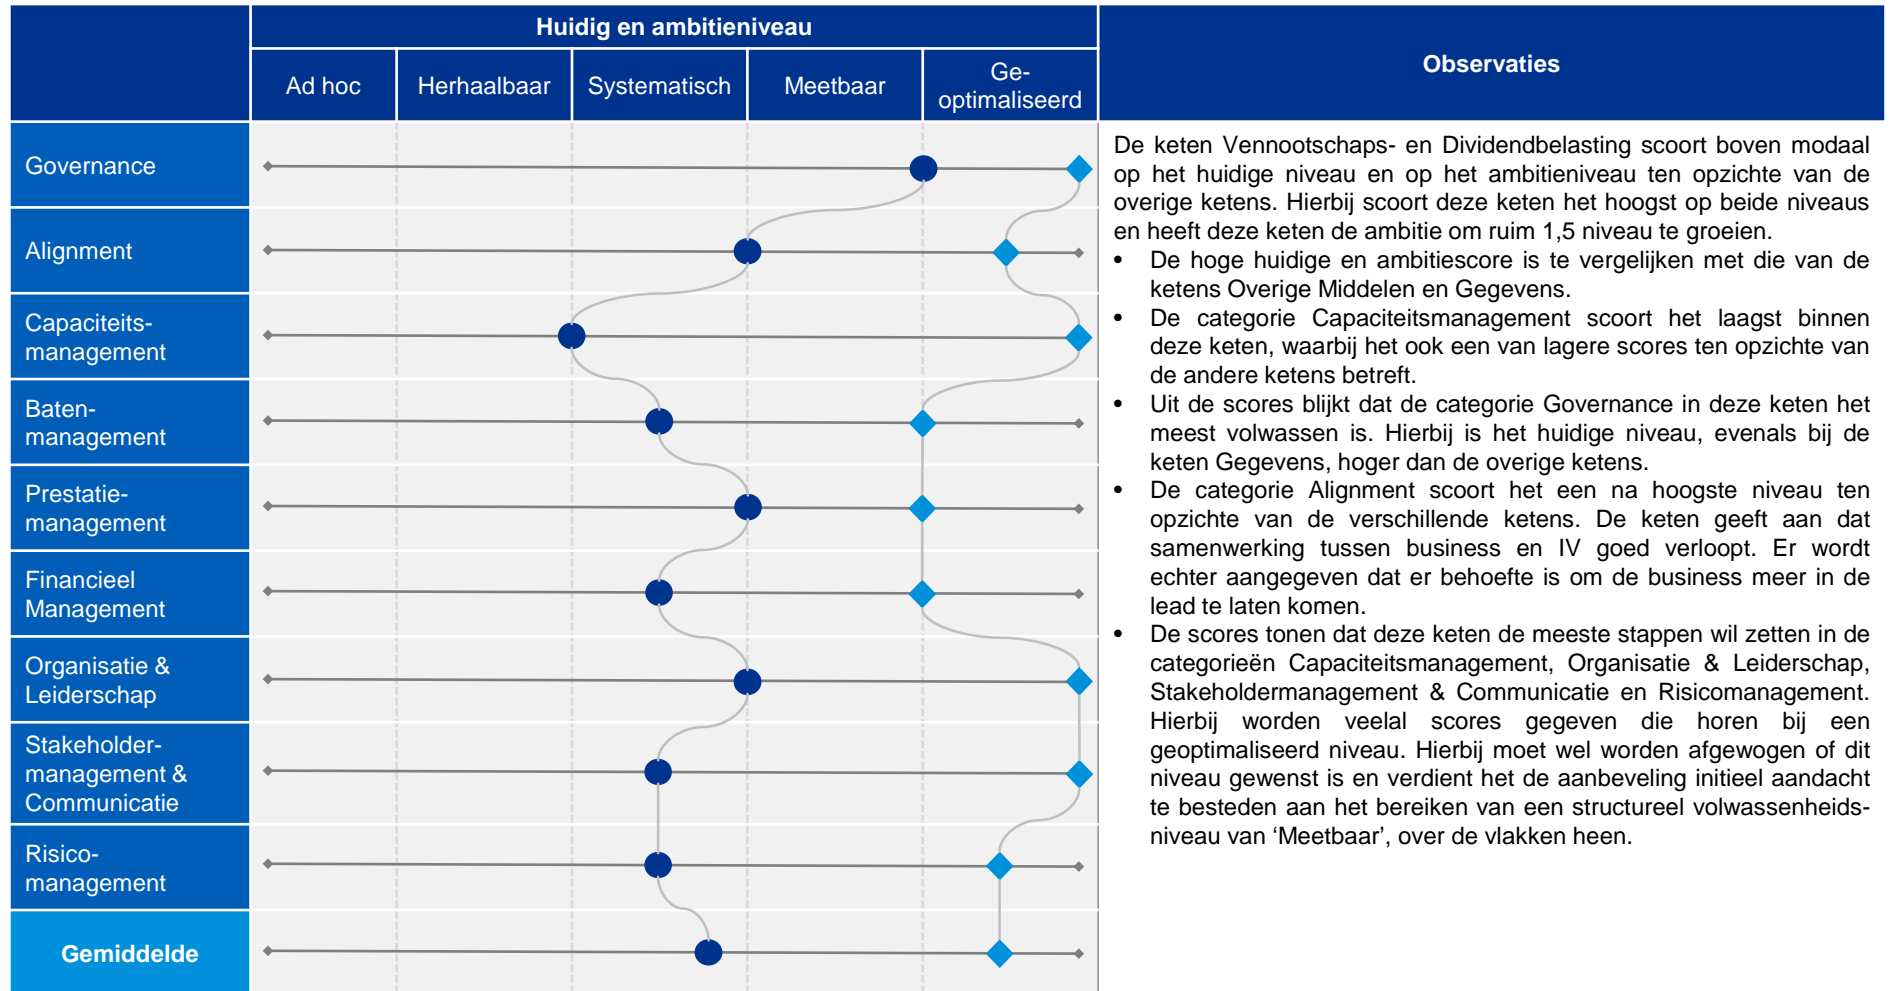 Huidig en ambitieniveau
Observaties
Ad hoc
Herhaalbaar
Systematisch
Meetbaar
Ge-
optimaliseerd
Governance
Alignment
Capaciteits-
management
Baten-
management
Prestatie-
management
Financieel
Management
Organisatie &
Leiderschap
Stakeholder-
management &
Communicatie
Risico-
management
Gemiddelde
De keten Vennootschaps- en Dividendbelasting scoort boven modaal
op het huidige niveau en op het ambitieniveau ten opzichte van de
overige ketens. Hierbij scoort deze keten het hoogst op beide niveaus
en heeft deze keten de ambitie om ruim 1,5 niveau te groeien.
• De hoge huidige en ambitiescore is te vergelijken met die van de
ketens Overige Middelen en Gegevens.
• De categorie Capaciteitsmanagement scoort het laagst binnen
deze keten, waarbij het ook een van lagere scores ten opzichte van
de andere ketens betreft.
• Uit de scores blijkt dat de categorie Governance in deze keten het
meest volwassen is. Hierbij is het huidige niveau, evenals bij de
keten Gegevens, hoger dan de overige ketens.
• De categorie Alignment scoort het een na hoogste niveau ten
opzichte van de verschillende ketens. De keten geeft aan dat
samenwerking tussen business en IV goed verloopt. Er wordt
echter aangegeven dat er behoefte is om de business meer in de
lead te laten komen.
• De scores tonen dat deze keten de meeste stappen wil zetten in de
categorieën Capaciteitsmanagement, Organisatie & Leiderschap,
Stakeholdermanagement & Communicatie en Risicomanagement.
Hierbij worden veelal scores gegeven die horen bij een
geoptimaliseerd niveau. Hierbij moet wel worden afgewogen of dit
niveau gewenst is en verdient het de aanbeveling initieel aandacht
te besteden aan het bereiken van een structureel volwassenheids-
niveau van ‘Meetbaar’, over de vlakken heen.